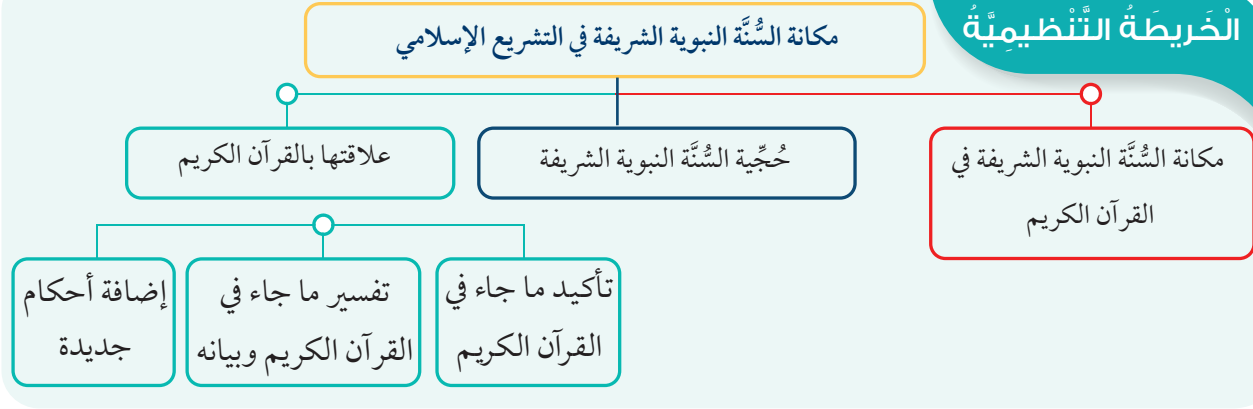 الْخَريطَةُ التَّنْظيمِيَّةُ
مكانة السُّنَّة النبوية الشريفة في التشريع الإسلامي
مكانة السُّنَّة النبوية الشريفة في
القرآن الكريم
حُجِّية السُّنَّة النبوية الشريفة
علاقتها بالقرآن الكريم
تأكيد ما جاء في
القرآن الكريم
تفسير ما جاء في
القرآن الكريم وبيانه
إضافة أحكام
جديدة